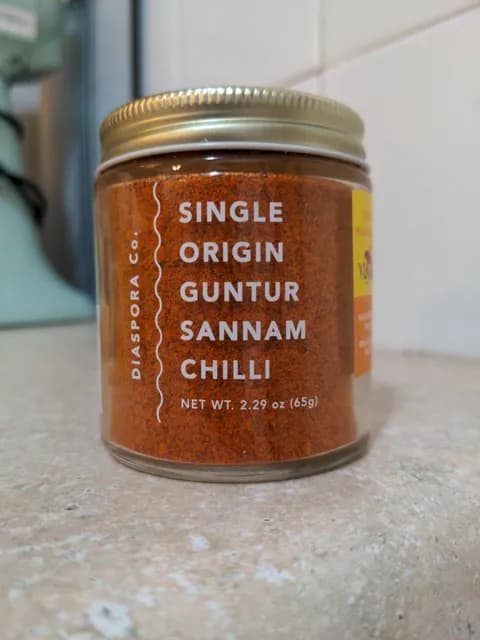 DIASPORA Co.
SINGLE
ORIGIN
GUNTUR
SANNAM
CHILLI
NET WT. 2.29 oz (65g)